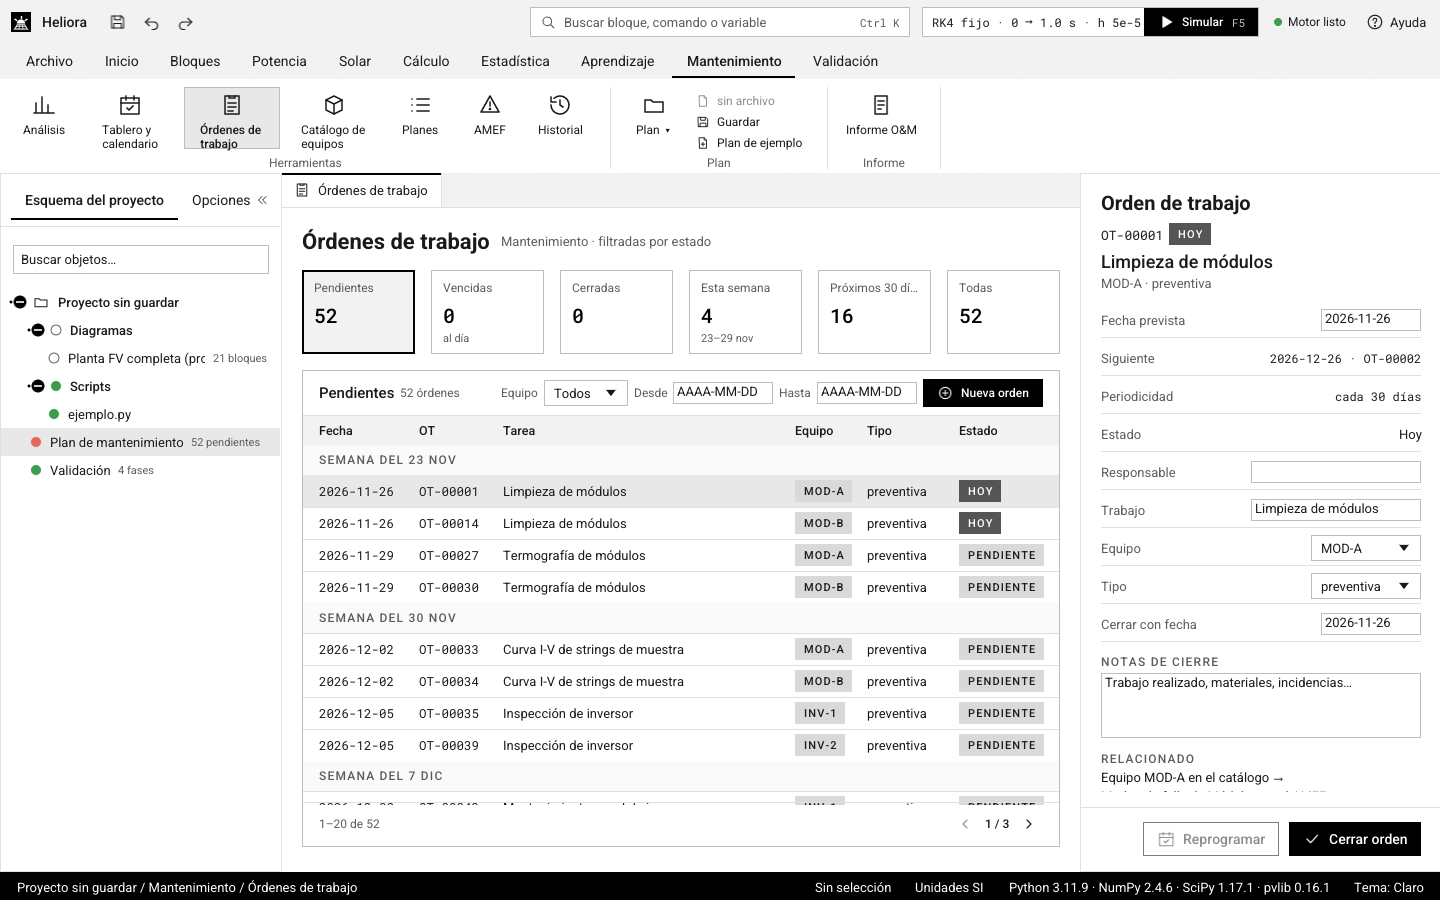 Heliora
Buscar bloque, comando o variable
Ctrl K
RK4 fijo · 0 → 1.0 s · h 5e-5
Simular F5
Motor listo
Ayuda
Archivo
Inicio
Bloques
Potencia
Solar
Cálculo
Estadística
Aprendizaje
Mantenimiento
Validación
Análisis
Tablero y
calendario
Órdenes de
trabajo
Catálogo de
equipos
Planes
AMEF
Historial
Herramientas
Plan
sin archivo
Guardar
Plan de ejemplo
Plan
Informe O&M
Informe
Esquema del proyecto
Opciones
Buscar objetos...
Proyecto sin guardar
Diagramas
Planta FV completa (prc 21 bloques
Scripts
ejemplo.py
Plan de mantenimiento 52 pendientes
Validación 4 fases
Órdenes de trabajo
Órdenes de trabajo Mantenimiento · filtradas por estado
Pendientes
52
Vencidas
0
al día
Cerradas
0
Esta semana
4
23–29 nov
Próximos 30 dí...
16
Todas
52
Pendientes 52 órdenes
Equipo Todos
Desde AAAA-MM-DD
Hasta AAAA-MM-DD
Nueva orden
Fecha OT Tarea Equipo Tipo Estado
SEMANA DEL 23 NOV
2026-11-26 OT-00001 Limpieza de módulos MOD-A preventiva HOY
2026-11-26 OT-00014 Limpieza de módulos MOD-B preventiva HOY
2026-11-29 OT-00027 Termografía de módulos MOD-A preventiva PENDIENTE
2026-11-29 OT-00030 Termografía de módulos MOD-B preventiva PENDIENTE
SEMANA DEL 30 NOV
2026-12-02 OT-00033 Curva I-V de strings de muestra MOD-A preventiva PENDIENTE
2026-12-02 OT-00034 Curva I-V de strings de muestra MOD-B preventiva PENDIENTE
2026-12-05 OT-00035 Inspección de inversor INV-1 preventiva PENDIENTE
2026-12-05 OT-00039 Inspección de inversor INV-2 preventiva PENDIENTE
SEMANA DEL 7 DIC
1–20 de 52
1 / 3
Orden de trabajo
OT-00001 HOY
Limpieza de módulos
MOD-A · preventiva
Fecha prevista 2026-11-26
Siguiente 2026-12-26 · OT-00002
Periodicidad cada 30 días
Estado Hoy
Responsable
Trabajo Limpieza de módulos
Equipo MOD-A
Tipo preventiva
Cerrar con fecha 2026-11-26
NOTAS DE CIERRE
Trabajo realizado, materiales, incidencias...
RELACIONADO
Equipo MOD-A en el catálogo →
Reprogramar
Cerrar orden
Proyecto sin guardar / Mantenimiento / Órdenes de trabajo
Sin selección
Unidades SI
Python 3.11.9 · NumPy 2.4.6 · SciPy 1.17.1 · pvlib 0.16.1
Tema: Claro